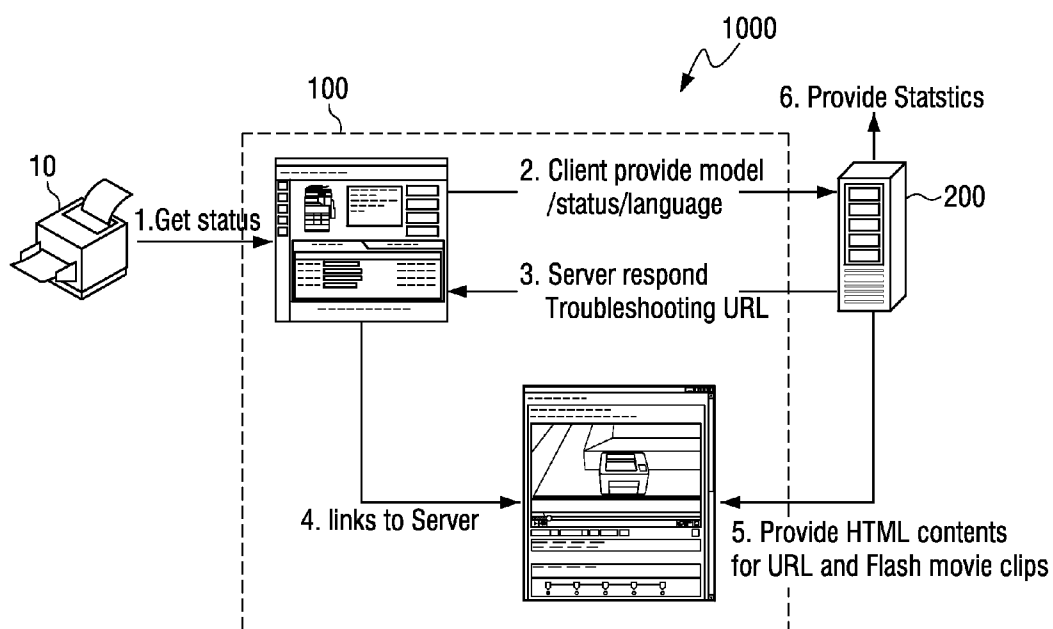 1000
100
6. Provide Statstics
10
1.Get status
2. Client provide model
/status/language
200
3. Server respond
Troubleshooting URL
4. links to Server
5. Provide HTML contents
for URL and Flash movie clips